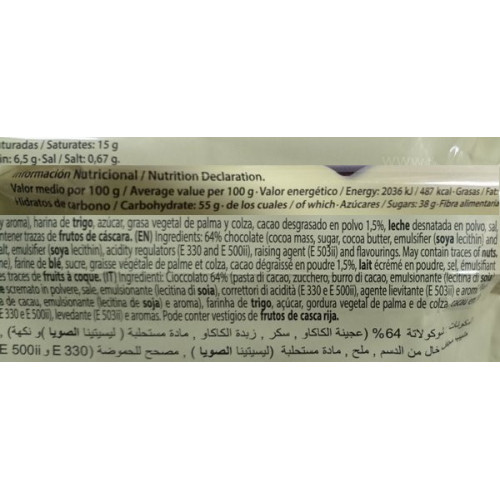 turadas / Saturates: 15 g
in: 6,5 g · Sal / Salt: 0,67 g.
Información Nutricional / Nutrition Declaration.
Valor medio por 100 g / Average value per 100 g · Valor energético / Energy: 2036 kJ / 487 kcal · Grasas / Fat:
Hidratos de carbono / Carbohydrate: 55 g · de los cuales / of which · Azúcares / Sugars: 38 g · Fibra alimentaria
y aroma), harina de trigo, azúcar, grasa vegetal de palma y colza, cacao desgrasado en polvo 1,5%, leche desnatada en polvo, sal,
ntener trazas de frutos de cáscara. (EN) Ingredients: 64% chocolate (cocoa mass, sugar, cocoa butter, emulsifier (soya lecithin) and
alt, emulsifier (soya lecithin), acidity regulators (E 330 and E 500ii), raising agent (E 503ii) and flavourings. May contain traces of nuts.
), farine de blé, sucre, graisse végétale de palme et colza, cacao dégraissé en poudre 1,5%, lait écrémé en poudre, sel, émulsifiant
traces de fruits à coque. (IT) Ingredienti: Cioccolato 64% (pasta di cacao, zucchero, burro di cacao, emulsionante (lecitina di soia)
e scremato in polvere, sale, emulsionante (lecitina di soia), correttori di acidità (E 330 e E 500ii), agente lievitante (E 503ii) e aromi.
a de cacau, emulsionante (lecitina de soja) e aroma), farinha de trigo, açúcar, gordura vegetal de palma e de colza, cacau em
E 330 e E 500ii), levedante (E 503ii) e aromas. Pode conter vestígios de frutos de casca rija.
شوكولاتة 64% (عجينة الكاكاو , سكر , زبدة الكاكاو , مادة مستحلبة (ليسيتينا الصويا) و نكهة),
خال من الدسم , ملح , مادة مستحلبة (ليسيتينا الصويا) , مصحح للحموضة (E 330 و E 500ii